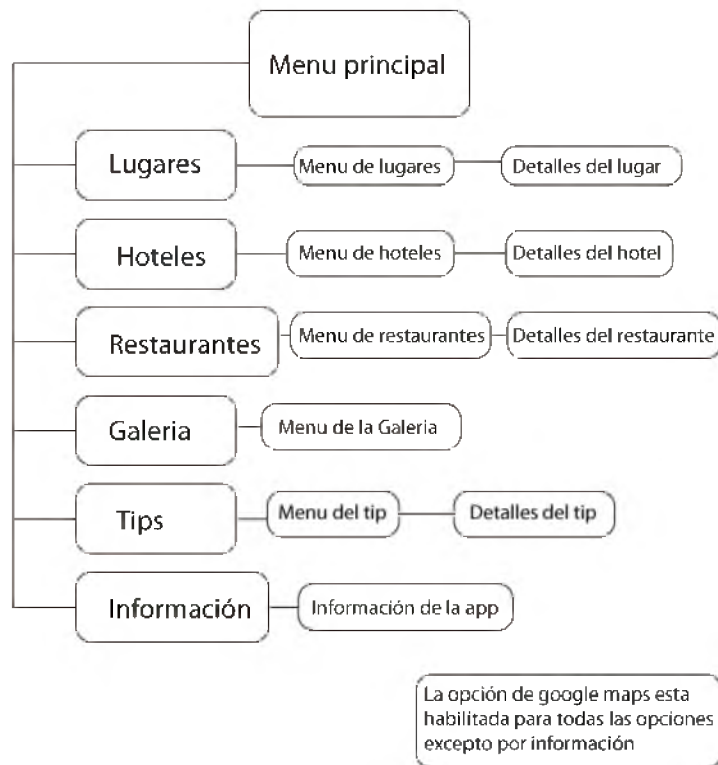 Menu principal
Lugares
Menu de lugares
Detalles del lugar
Hoteles
Menu de hoteles
Detalles del hotel
Restaurantes
Menu de restaurantes
Detalles del restaurante
Galeria
Menu de la Galeria
Tips
Menu del tip
Detalles del tip
Información
Información de la app
La opción de google maps esta
habilitada para todas las opciones
excepto por información